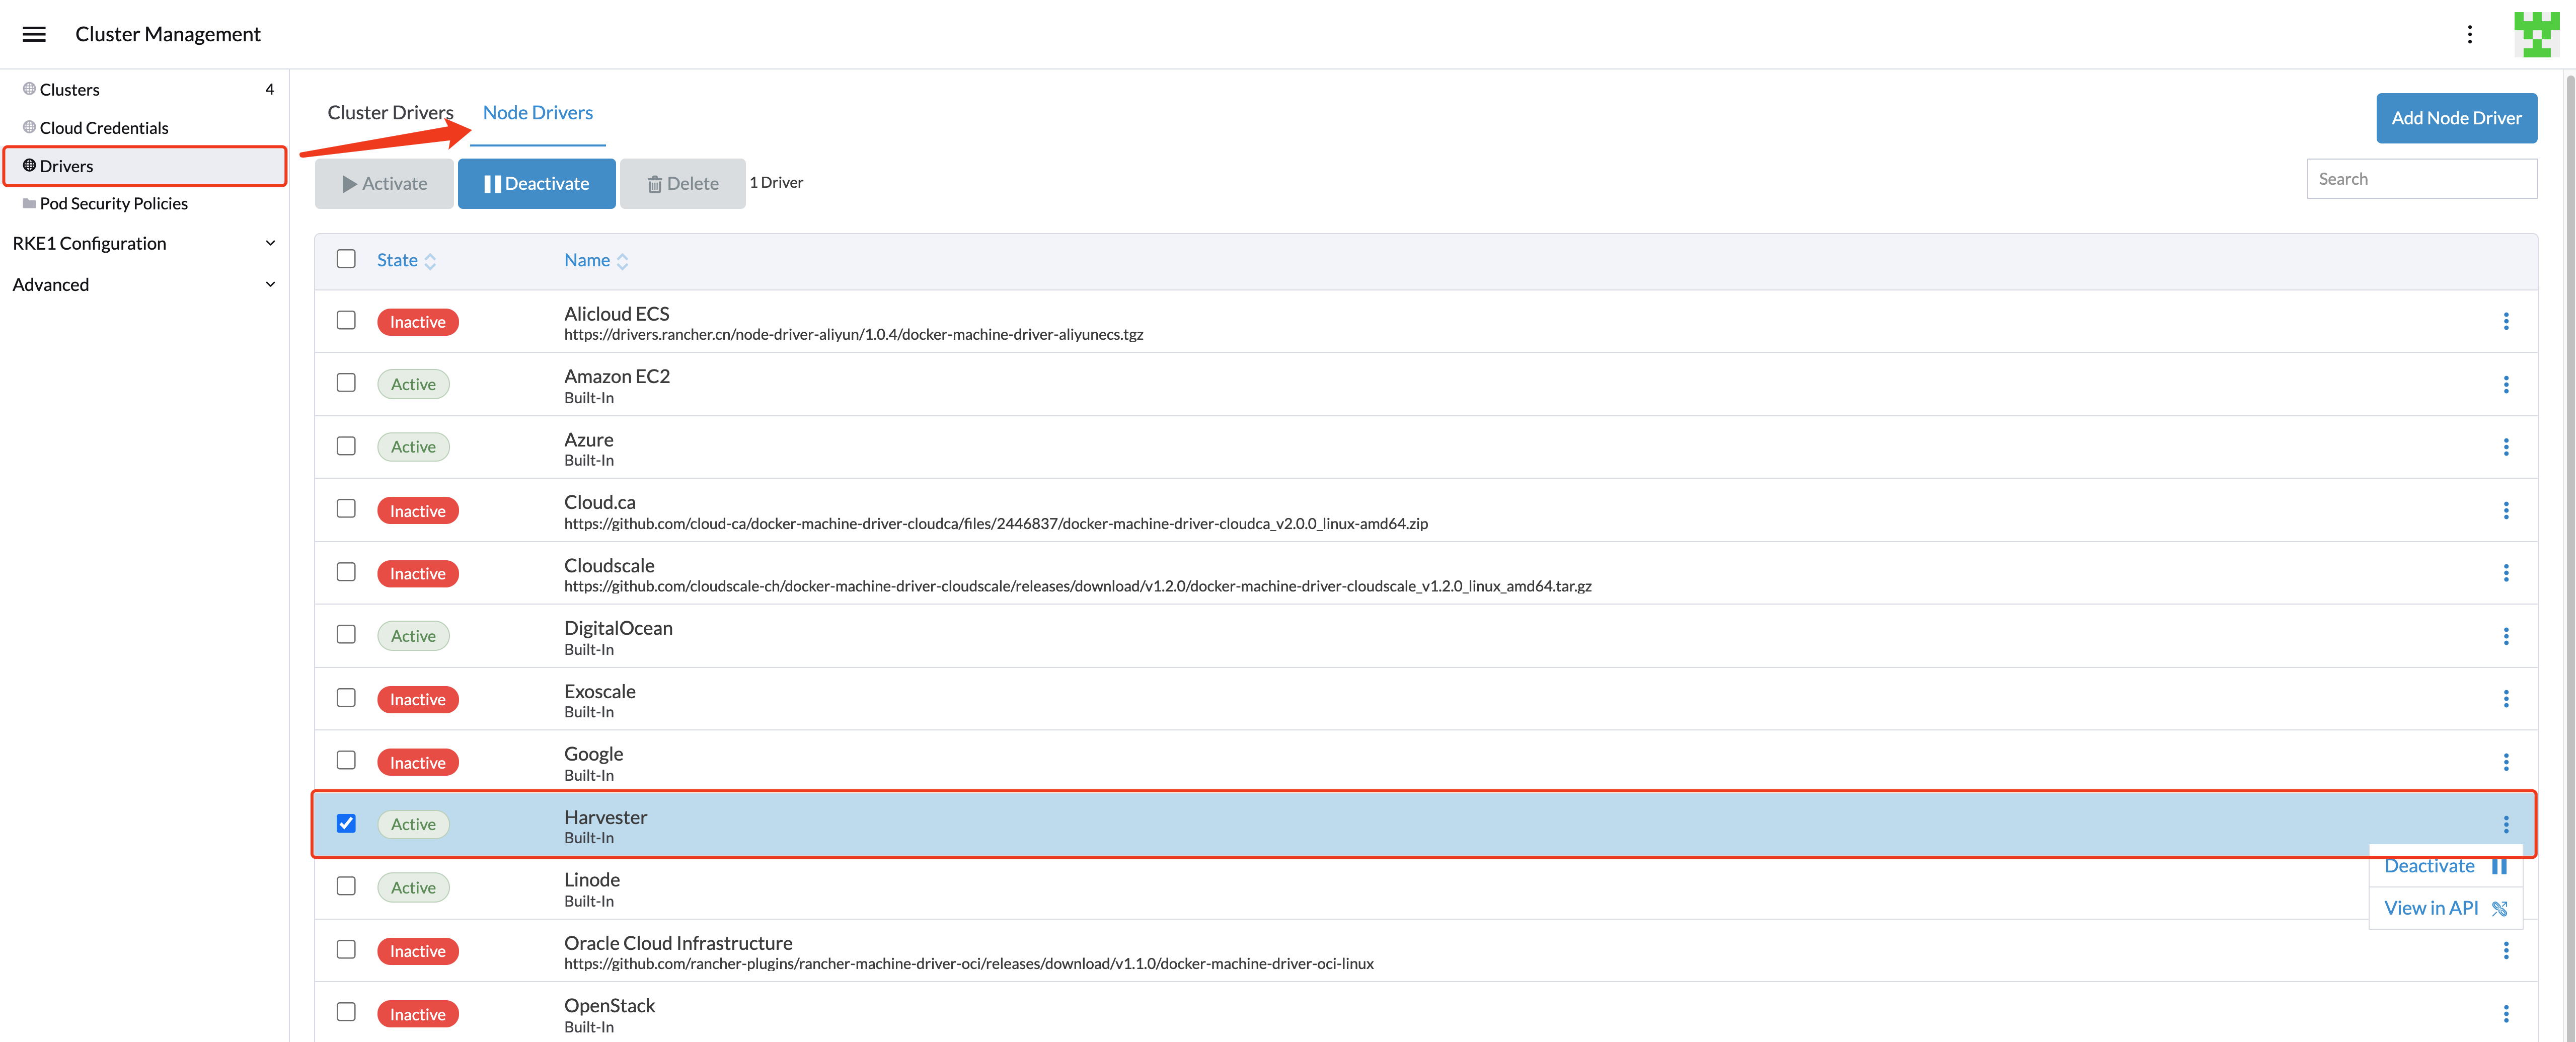 Cluster Management
Clusters 4
Cloud Credentials
Drivers
Pod Security Policies
RKE1 Configuration
Advanced
Cluster Drivers Node Drivers
Add Node Driver
Activate Deactivate Delete 1 Driver
Search
State Name
Inactive Alicloud ECS
https://drivers.rancher.cn/node-driver-aliyun/1.0.4/docker-machine-driver-aliyunecs.tgz
Active Amazon EC2
Built-In
Active Azure
Built-In
Inactive Cloud.ca
https://github.com/cloud-ca/docker-machine-driver-cloudca/files/2446837/docker-machine-driver-cloudca_v2.0.0_linux-amd64.zip
Inactive Cloudscale
https://github.com/cloudscale-ch/docker-machine-driver-cloudscale/releases/download/v1.2.0/docker-machine-driver-cloudscale_v1.2.0_linux_amd64.tar.gz
Active DigitalOcean
Built-In
Inactive Exoscale
Built-In
Inactive Google
Built-In
Active Harvester
Built-In
Deactivate
View in API
Active Linode
Built-In
Inactive Oracle Cloud Infrastructure
https://github.com/rancher-plugins/rancher-machine-driver-oci/releases/download/v1.1.0/docker-machine-driver-oci-linux
Inactive OpenStack
Built-In